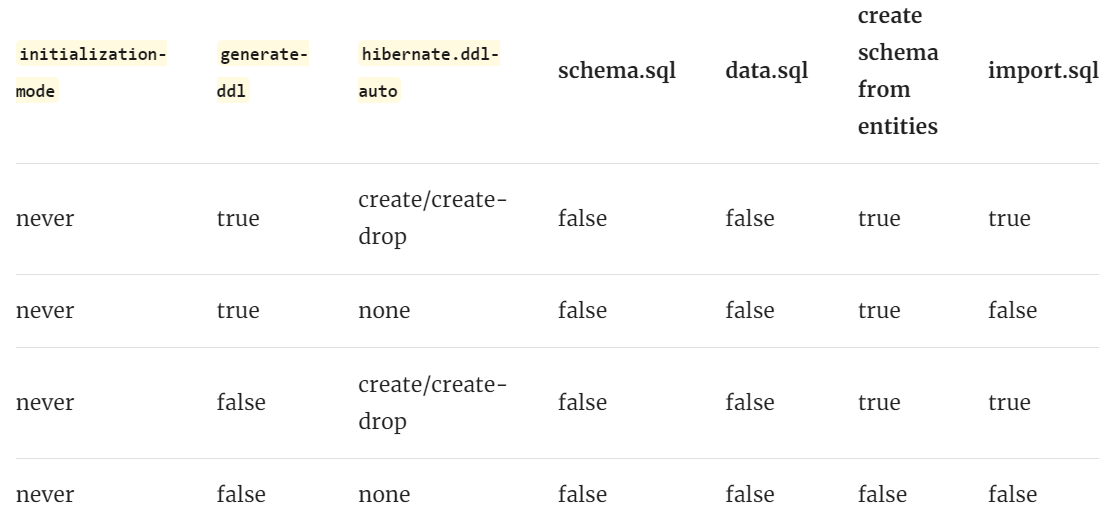 initialization-mode generate-ddl hibernate.ddl-auto schema.sql data.sql create schema from entities import.sql
never true create/create-drop false false true true
never true none false false true false
never false create/create-drop false false true true
never false none false false false false